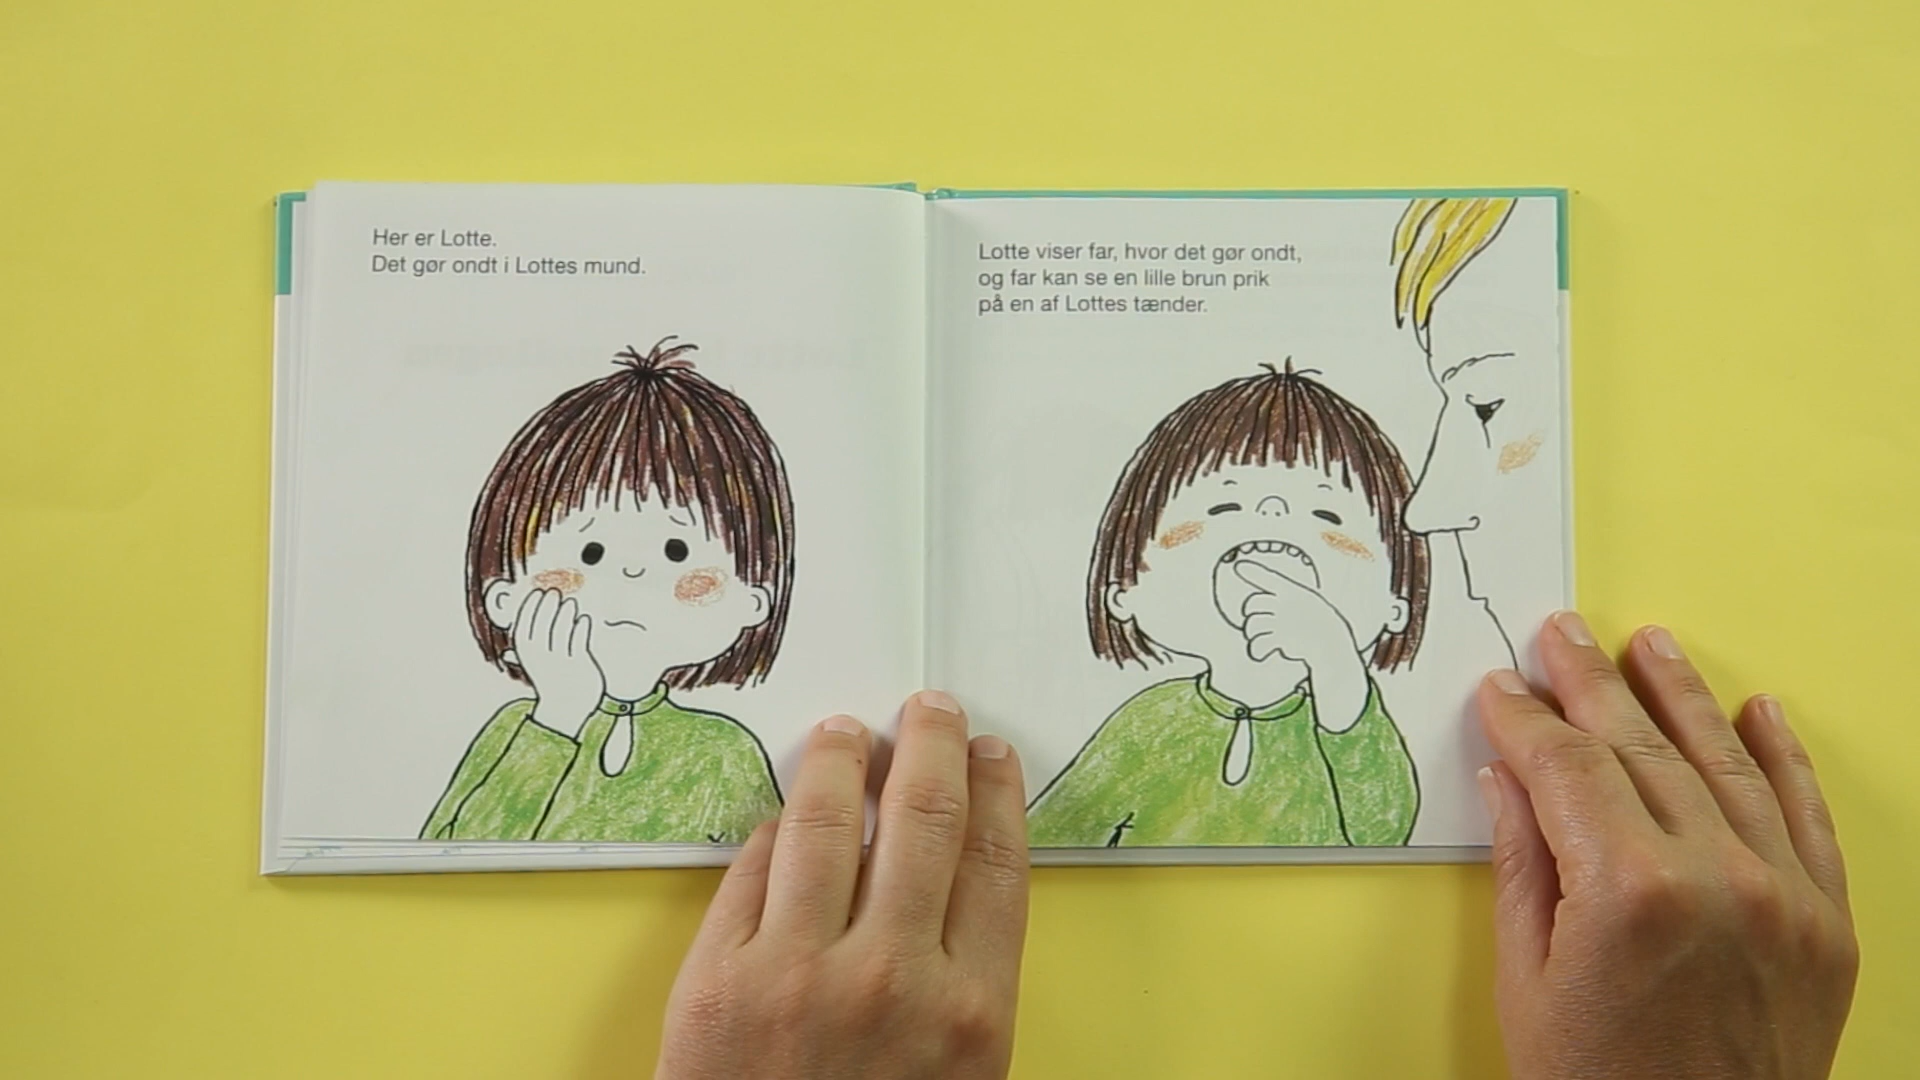 Her er Lotte.
Det gør ondt i Lottes mund.
Lotte viser far, hvor det gør ondt,
og far kan se en lille brun prik
på en af Lottes tænder.